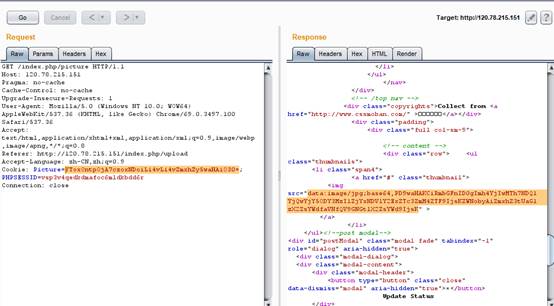 Go
Cancel
< ▾
> ▾
Target: http://120.78.215.151
Request
Raw Params Headers Hex
GET /index.php/picture HTTP/1.1
Host: 120.78.215.151
Pragma: no-cache
Cache-Control: no-cache
Upgrade-Insecure-Requests: 1
User-Agent: Mozilla/5.0 (Windows NT 10.0; WOW64)
AppleWebKit/537.36 (KHTML, like Gecko) Chrome/69.0.3497.100
Safari/537.36
Accept:
text/html,application/xhtml+xml,application/xml;q=0.9,image/webp
,image/apng,*/*;q=0.8
Referer: http://120.78.215.151/index.php/upload
Accept-Language: zh-CN,zh;q=0.9
Cookie: Picture=
PHPSESSID=
Connection: close
Response
Raw Headers Hex HTML Render
</li>
</ul>
</nav>
</div>
<!-- /top nav -->
<div class="copyrights">Collect from <a
href="http://www.cssmoban.com/" >□□□□□□</a></div>
<div class="padding">
<div class="full col-sm-9">
<!-- content -->
<div class="row"> <ul
class="thumbnails">
<li class="span4">
<a href="#" class="thumbnail">
<img
src="data:image/jpg;base64,
" >
</a>
</li>
</ul><!--post modal-->
<div id="postModal" class="modal fade" tabindex="-1"
role="dialog" aria-hidden="true">
<div class="modal-dialog">
<div class="modal-content">
<div class="modal-header">
<button type="button" class="close"
data-dismiss="modal" aria-hidden="true">×</button>
Update Status
</div>